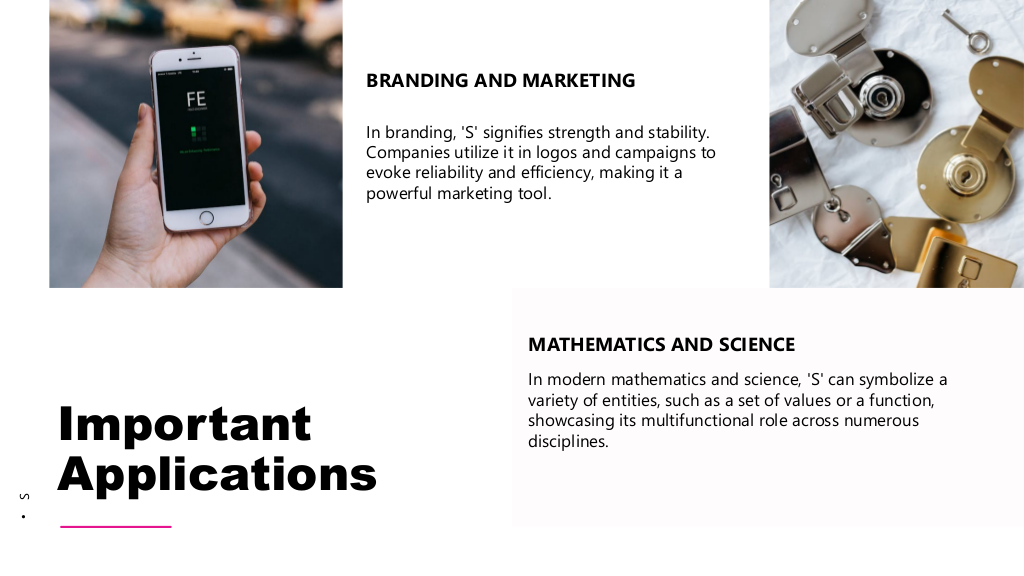 FE
BRANDING AND MARKETING
In branding, 'S' signifies strength and stability.
Companies utilize it in logos and campaigns to
evoke reliability and efficiency, making it a
powerful marketing tool.
MATHEMATICS AND SCIENCE
In modern mathematics and science, 'S' can symbolize a
variety of entities, such as a set of values or a function,
showcasing its multifunctional role across numerous
disciplines.
Important
Applications
• S